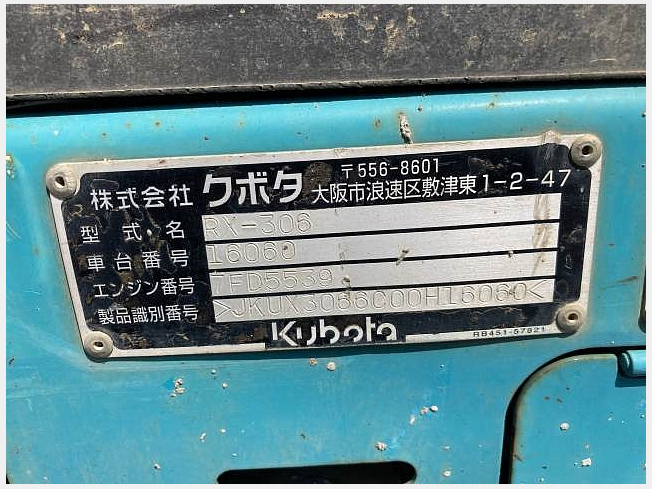 株式会社 クボタ 〒556-8601
大阪市浪速区敷津東1-2-47
型式・名 RX-306
車台番号 16060
エンジン番号 7FD5539
製品識別番号 >JKUX3066C00H16060<
Kubota RB451-57821